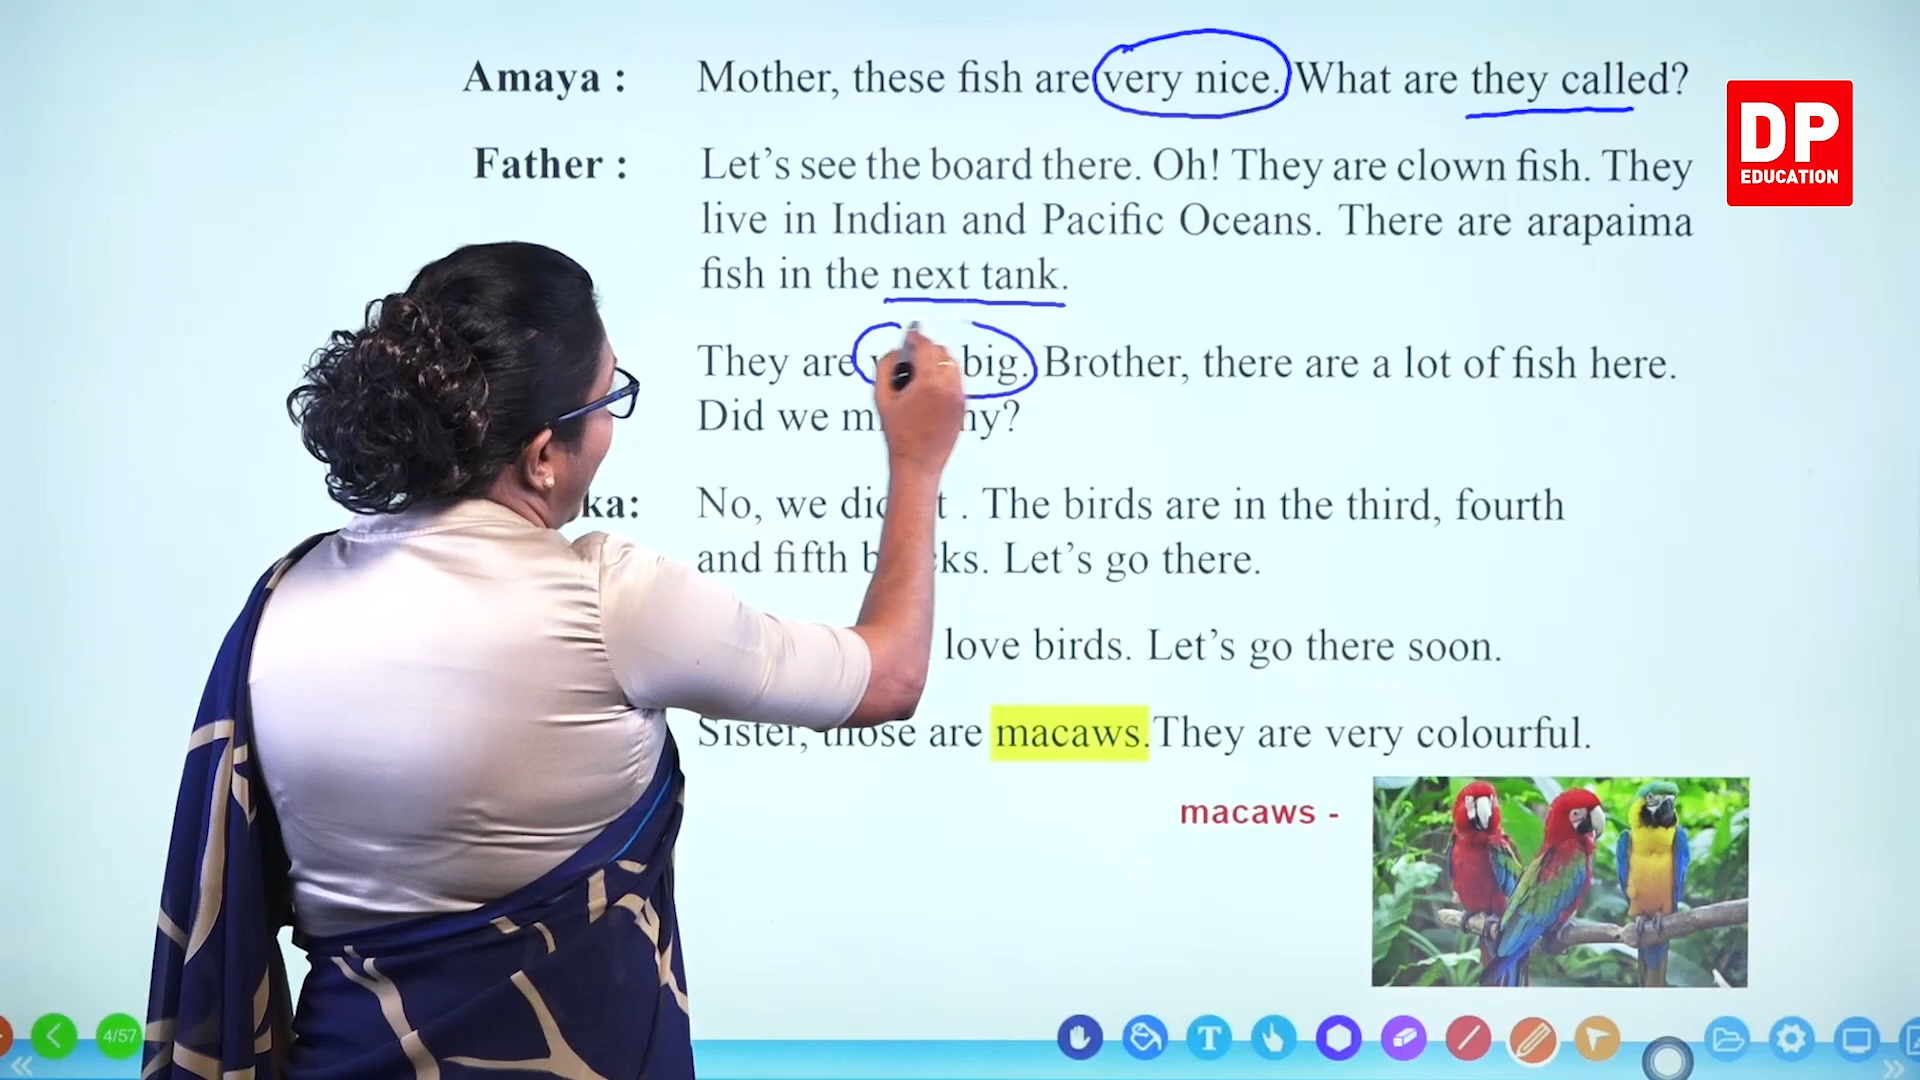 Amaya : Mother, these fish are very nice. What are they called?
Father : Let's see the board there. Oh! They are clown fish. They
live in Indian and Pacific Oceans. There are arapaima
fish in the next tank.
They are big. Brother, there are a lot of fish here.
Did we
ka: No, we . The birds are in the third, fourth
and fifth . Let's go there.
love birds. Let's go there soon.
Sister, those are macaws. They are very colourful.
macaws -
DP
EDUCATION
4/57